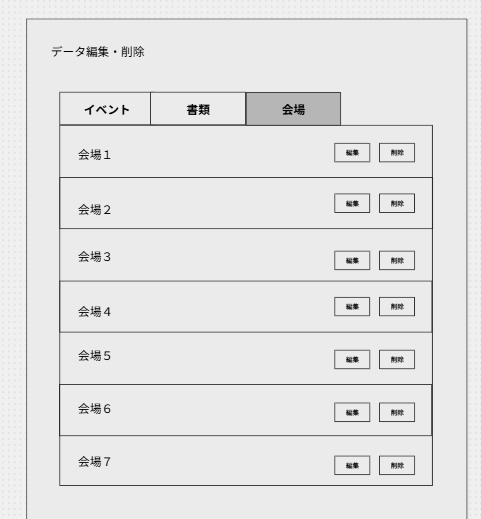 データ編集・削除
イベント 書類 会場
会場１ 編集 削除
会場２ 編集 削除
会場３ 編集 削除
会場４ 編集 削除
会場５ 編集 削除
会場６ 編集 削除
会場７ 編集 削除